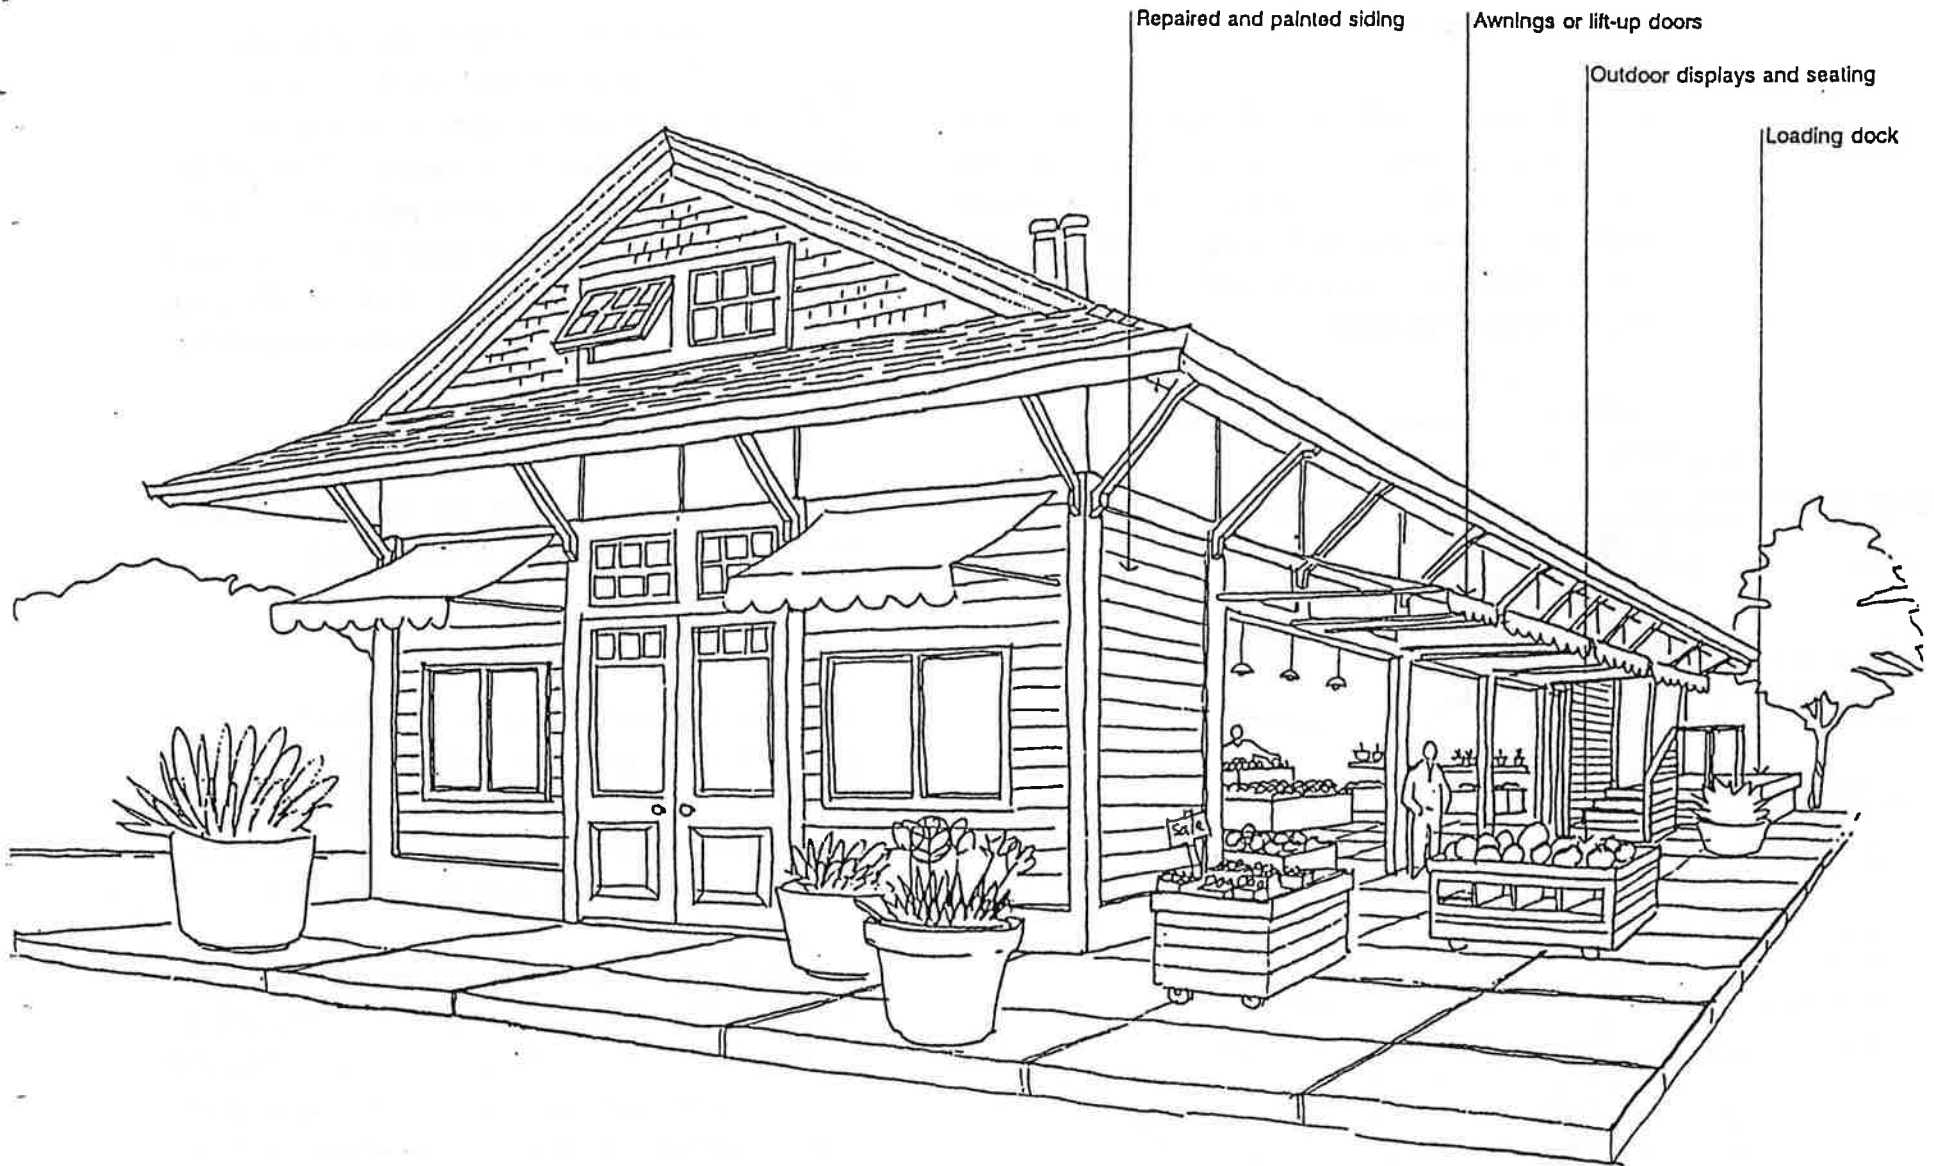 Repaired and painted siding
Awnings or lift-up doors
Outdoor displays and seating
Loading dock
Sale